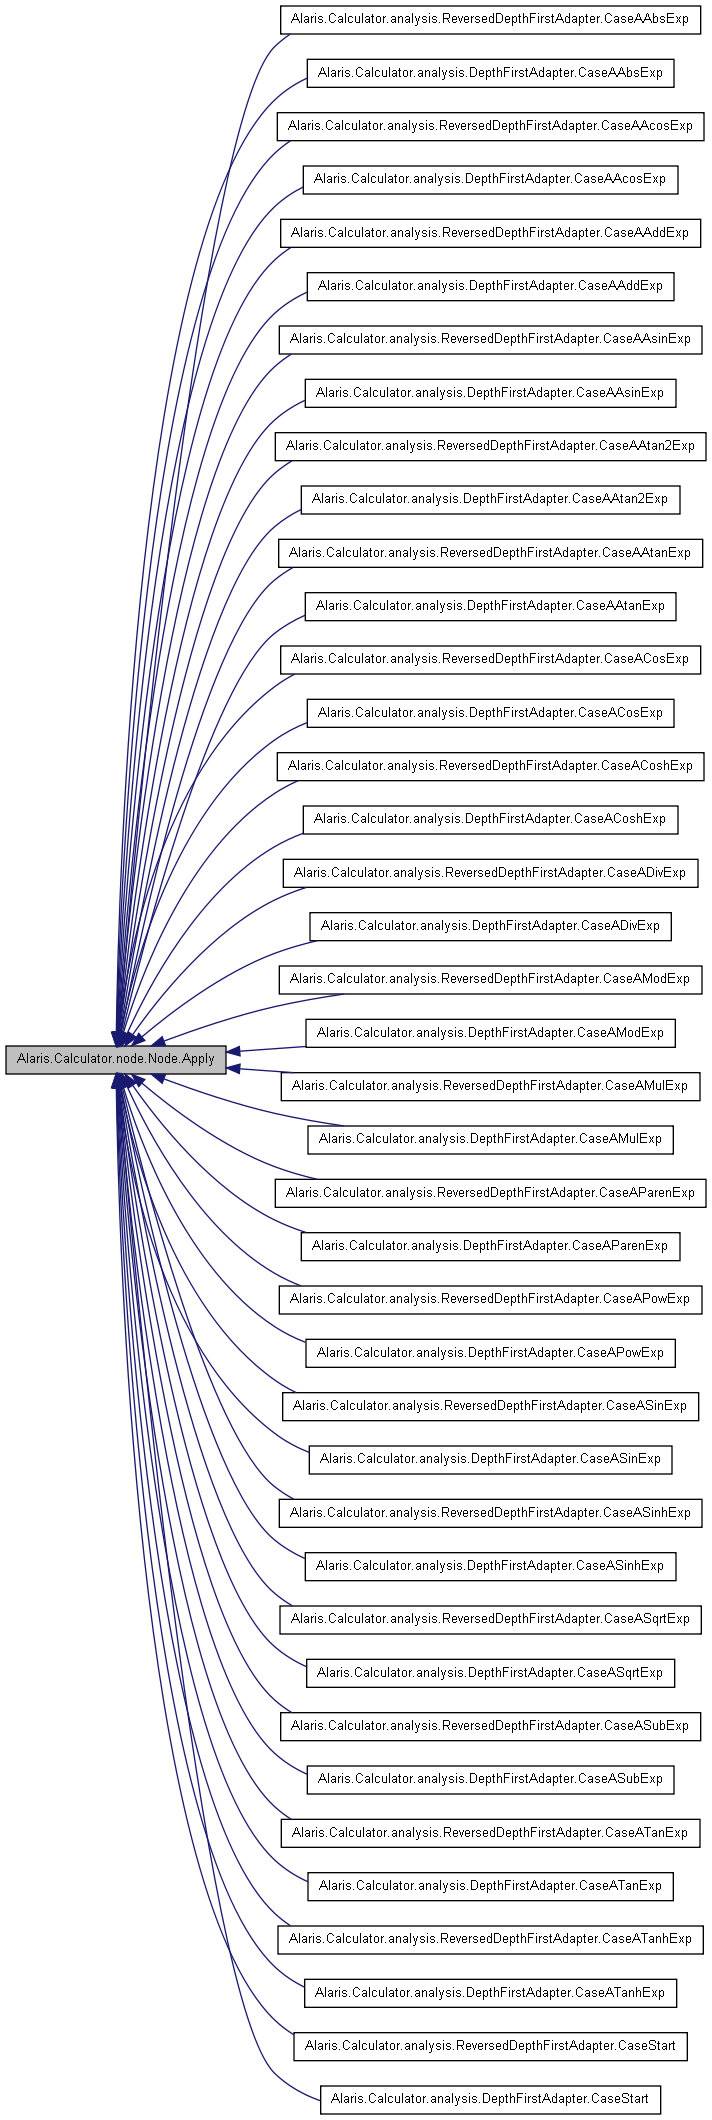 Alaris.Calculator.analysis.ReversedDepthFirstAdapter.CaseAAbsExp
Alaris.Calculator.analysis.DepthFirstAdapter.CaseAAbsExp
Alaris.Calculator.analysis.ReversedDepthFirstAdapter.CaseAAcosExp
Alaris.Calculator.analysis.DepthFirstAdapter.CaseAAcosExp
Alaris.Calculator.analysis.ReversedDepthFirstAdapter.CaseAAddExp
Alaris.Calculator.analysis.DepthFirstAdapter.CaseAAddExp
Alaris.Calculator.analysis.ReversedDepthFirstAdapter.CaseAAsinExp
Alaris.Calculator.analysis.DepthFirstAdapter.CaseAAsinExp
Alaris.Calculator.analysis.ReversedDepthFirstAdapter.CaseAAtan2Exp
Alaris.Calculator.analysis.DepthFirstAdapter.CaseAAtan2Exp
Alaris.Calculator.analysis.ReversedDepthFirstAdapter.CaseAAtanExp
Alaris.Calculator.analysis.DepthFirstAdapter.CaseAAtanExp
Alaris.Calculator.analysis.ReversedDepthFirstAdapter.CaseACosExp
Alaris.Calculator.analysis.DepthFirstAdapter.CaseACosExp
Alaris.Calculator.analysis.ReversedDepthFirstAdapter.CaseACoshExp
Alaris.Calculator.analysis.DepthFirstAdapter.CaseACoshExp
Alaris.Calculator.analysis.ReversedDepthFirstAdapter.CaseADivExp
Alaris.Calculator.analysis.DepthFirstAdapter.CaseADivExp
Alaris.Calculator.analysis.ReversedDepthFirstAdapter.CaseAModExp
Alaris.Calculator.analysis.DepthFirstAdapter.CaseAModExp
Alaris.Calculator.node.Node.Apply
Alaris.Calculator.analysis.ReversedDepthFirstAdapter.CaseAMulExp
Alaris.Calculator.analysis.DepthFirstAdapter.CaseAMulExp
Alaris.Calculator.analysis.ReversedDepthFirstAdapter.CaseAParenExp
Alaris.Calculator.analysis.DepthFirstAdapter.CaseAParenExp
Alaris.Calculator.analysis.ReversedDepthFirstAdapter.CaseAPowExp
Alaris.Calculator.analysis.DepthFirstAdapter.CaseAPowExp
Alaris.Calculator.analysis.ReversedDepthFirstAdapter.CaseASinExp
Alaris.Calculator.analysis.DepthFirstAdapter.CaseASinExp
Alaris.Calculator.analysis.ReversedDepthFirstAdapter.CaseASinhExp
Alaris.Calculator.analysis.DepthFirstAdapter.CaseASinhExp
Alaris.Calculator.analysis.ReversedDepthFirstAdapter.CaseASqrtExp
Alaris.Calculator.analysis.DepthFirstAdapter.CaseASqrtExp
Alaris.Calculator.analysis.ReversedDepthFirstAdapter.CaseASubExp
Alaris.Calculator.analysis.DepthFirstAdapter.CaseASubExp
Alaris.Calculator.analysis.ReversedDepthFirstAdapter.CaseATanExp
Alaris.Calculator.analysis.DepthFirstAdapter.CaseATanExp
Alaris.Calculator.analysis.ReversedDepthFirstAdapter.CaseATanhExp
Alaris.Calculator.analysis.DepthFirstAdapter.CaseATanhExp
Alaris.Calculator.analysis.ReversedDepthFirstAdapter.CaseStart
Alaris.Calculator.analysis.DepthFirstAdapter.CaseStart